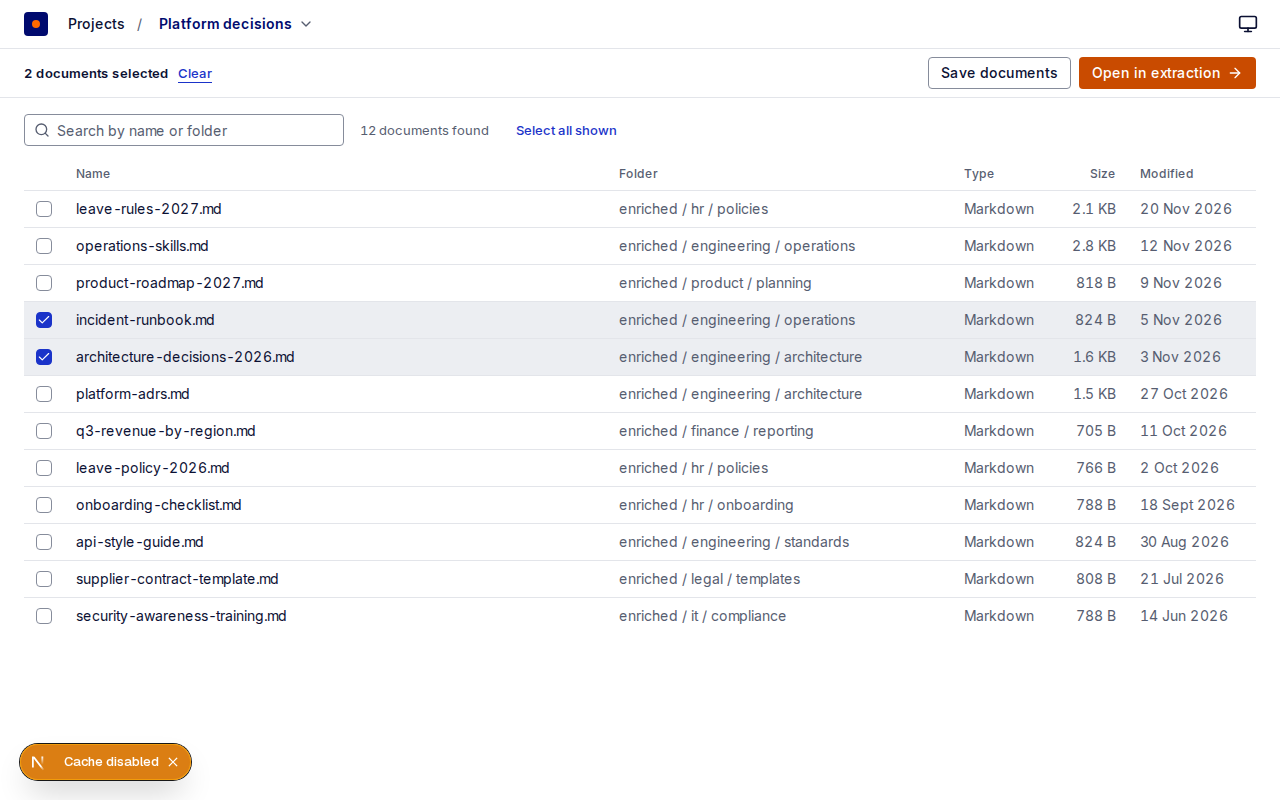 Projects / Platform decisions
2 documents selected Clear Save documents Open in extraction
Search by name or folder 12 documents found Select all shown
Name Folder Type Size Modified
leave-rules-2027.md enriched / hr / policies Markdown 2.1 KB 20 Nov 2026
operations-skills.md enriched / engineering / operations Markdown 2.8 KB 12 Nov 2026
product-roadmap-2027.md enriched / product / planning Markdown 818 B 9 Nov 2026
incident-runbook.md enriched / engineering / operations Markdown 824 B 5 Nov 2026
architecture-decisions-2026.md enriched / engineering / architecture Markdown 1.6 KB 3 Nov 2026
platform-adrs.md enriched / engineering / architecture Markdown 1.5 KB 27 Oct 2026
q3-revenue-by-region.md enriched / finance / reporting Markdown 705 B 11 Oct 2026
leave-policy-2026.md enriched / hr / policies Markdown 766 B 2 Oct 2026
onboarding-checklist.md enriched / hr / onboarding Markdown 788 B 18 Sept 2026
api-style-guide.md enriched / engineering / standards Markdown 824 B 30 Aug 2026
supplier-contract-template.md enriched / legal / templates Markdown 808 B 21 Jul 2026
security-awareness-training.md enriched / it / compliance Markdown 788 B 14 Jun 2026
Cache disabled